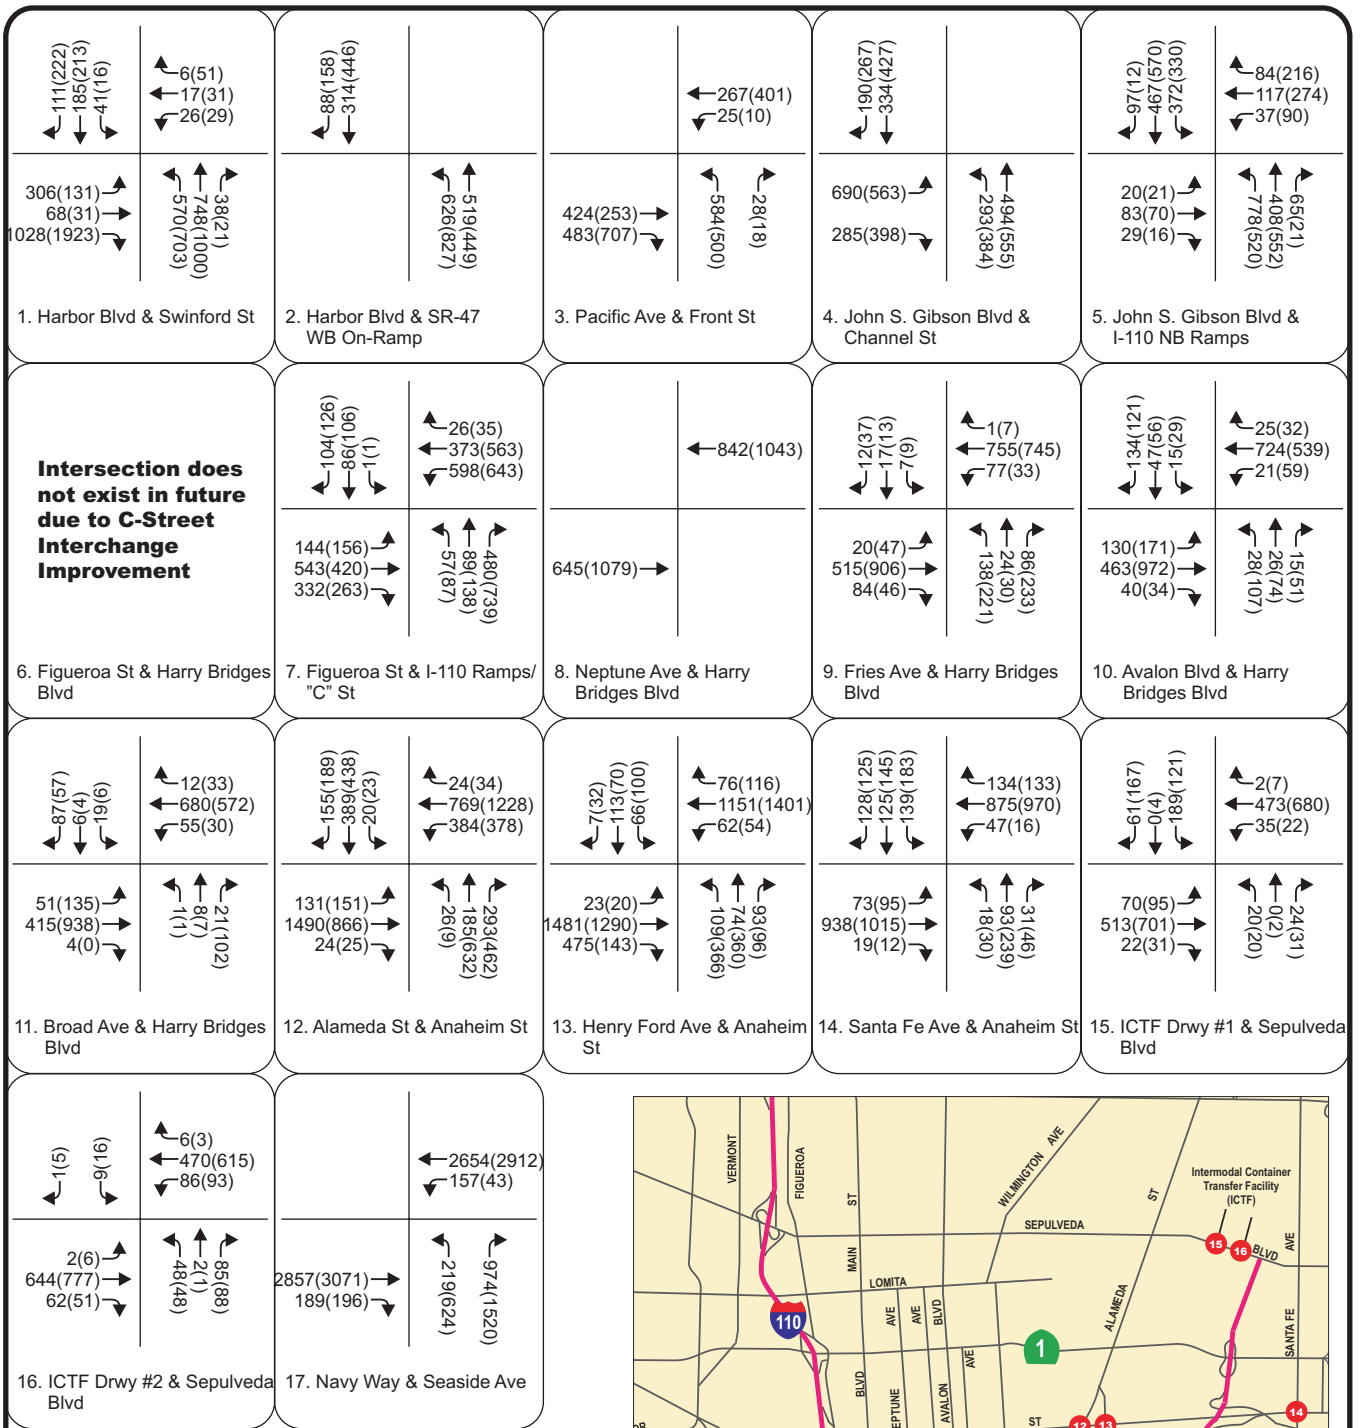 111(222)
185(213)
41(16)
6(51)
17(31)
26(29)
306(131)
68(31)
1028(1923)
570(703)
748(1000)
38(21)
1. Harbor Blvd & Swinford St
88(158)
314(446)
626(827)
519(449)
2. Harbor Blvd & SR-47
WB On-Ramp
267(401)
25(10)
424(253)
483(707)
584(500)
28(18)
3. Pacific Ave & Front St
190(267)
334(427)
690(563)
285(398)
293(384)
494(555)
4. John S. Gibson Blvd &
Channel St
97(12)
467(570)
372(330)
84(216)
117(274)
37(90)
20(21)
83(70)
29(16)
778(520)
408(552)
65(21)
5. John S. Gibson Blvd &
I-110 NB Ramps
Intersection does
not exist in future
due to C-Street
Interchange
Improvement
6. Figueroa St & Harry Bridges
Blvd
104(126)
86(106)
1(1)
26(35)
373(563)
598(643)
144(156)
543(420)
332(263)
57(87)
89(138)
480(739)
7. Figueroa St & I-110 Ramps/
”C” St
842(1043)
645(1079)
8. Neptune Ave & Harry
Bridges Blvd
12(37)
17(13)
7(9)
1(7)
755(745)
77(33)
20(47)
515(906)
84(46)
138(221)
24(30)
86(233)
9. Fries Ave & Harry Bridges
Blvd
134(121)
47(56)
15(29)
25(32)
724(539)
21(59)
130(171)
463(972)
40(34)
28(107)
26(74)
15(51)
10. Avalon Blvd & Harry
Bridges Blvd
87(57)
6(4)
19(6)
12(33)
680(572)
55(30)
51(135)
415(938)
4(0)
1(1)
8(7)
21(102)
11. Broad Ave & Harry Bridges
Blvd
155(189)
389(438)
20(23)
24(34)
769(1228)
384(378)
131(151)
1490(866)
24(25)
26(9)
185(632)
293(462)
12. Alameda St & Anaheim St
7(32)
113(70)
66(100)
76(116)
1151(1401)
62(54)
23(20)
1481(1290)
475(143)
109(366)
74(360)
93(96)
13. Henry Ford Ave & Anaheim
St
128(125)
125(145)
139(183)
134(133)
875(970)
47(16)
73(95)
938(1015)
19(12)
18(30)
93(239)
31(46)
14. Santa Fe Ave & Anaheim St
61(167)
0(4)
189(121)
2(7)
473(680)
35(22)
70(95)
513(701)
22(31)
20(20)
0(2)
24(31)
15. ICTF Drwy #1 & Sepulveda
Blvd
1(5)
9(16)
6(3)
470(615)
86(93)
2(6)
644(777)
62(51)
48(48)
2(1)
85(88)
16. ICTF Drwy #2 & Sepulveda
Blvd
2654(2912)
157(43)
2857(3071)
189(196)
219(624)
974(1520)
17. Navy Way & Seaside Ave
VERMONT
FIGUEROA
ST
MAIN
BLVD
WILMINGTON AVE
ST
ALAMEDA
Intermodal Container
Transfer Facility
(ICTF)
SEPULVEDA
BLVD
15
16
AVE
SANTA FE
LOMITA
110
AVE
AVE
BLVD
AVALON
AVE
1
ST
12
13
14